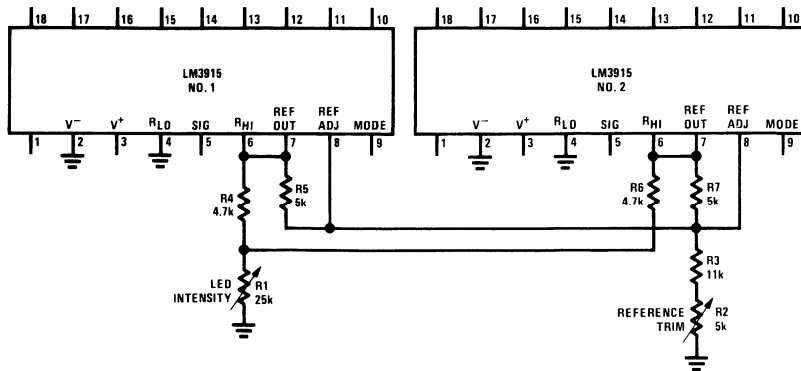 18 17 16 15 14 13 12 11 10
18 17 16 15 14 13 12 11 10
LM3915
NO. 1
LM3915
NO. 2
V⁻ V⁺ RLO SIG RHI REF OUT REF ADJ MODE
V⁻ V⁺ RLO SIG RHI REF OUT REF ADJ MODE
1 2 3 4 5 6 7 8 9
1 2 3 4 5 6 7 8 9
R4
4.7k
R5
5k
R6
4.7k
R7
5k
R3
11k
LED
INTENSITY
R1
25k
REFERENCE
TRIM
R2
5k